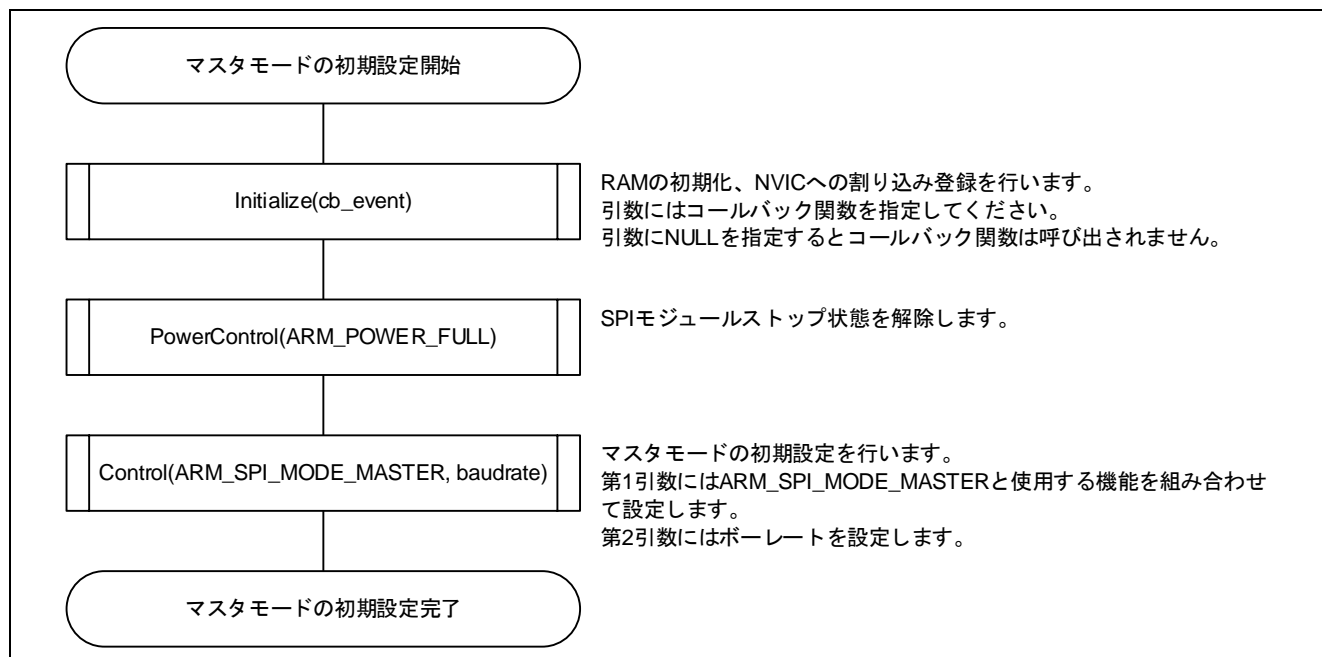 マスタモードの初期設定開始
Initialize(cb_event)
RAMの初期化、NVICへの割り込み登録を行います。
引数にはコールバック関数を指定してください。
引数にNULLを指定するとコールバック関数は呼び出されません。
PowerControl(ARM_POWER_FULL)
SPIモジュールストップ状態を解除します。
Control(ARM_SPI_MODE_MASTER, baudrate)
マスタモードの初期設定を行います。
第1引数にはARM_SPI_MODE_MASTERと使用する機能を組み合わせ
て設定します。
第2引数にはボーレートを設定します。
マスタモードの初期設定完了